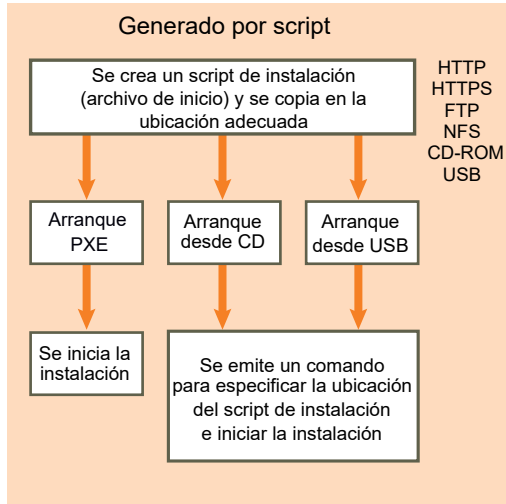 Generado por script
Se crea un script de instalación
(archivo de inicio) y se copia en la
ubicación adecuada
HTTP
HTTPS
FTP
NFS
CD-ROM
USB
Arranque
PXE
Arranque
desde CD
Arranque
desde USB
Se inicia la
instalación
Se emite un comando
para especificar la ubicación
del script de instalación
e iniciar la instalación